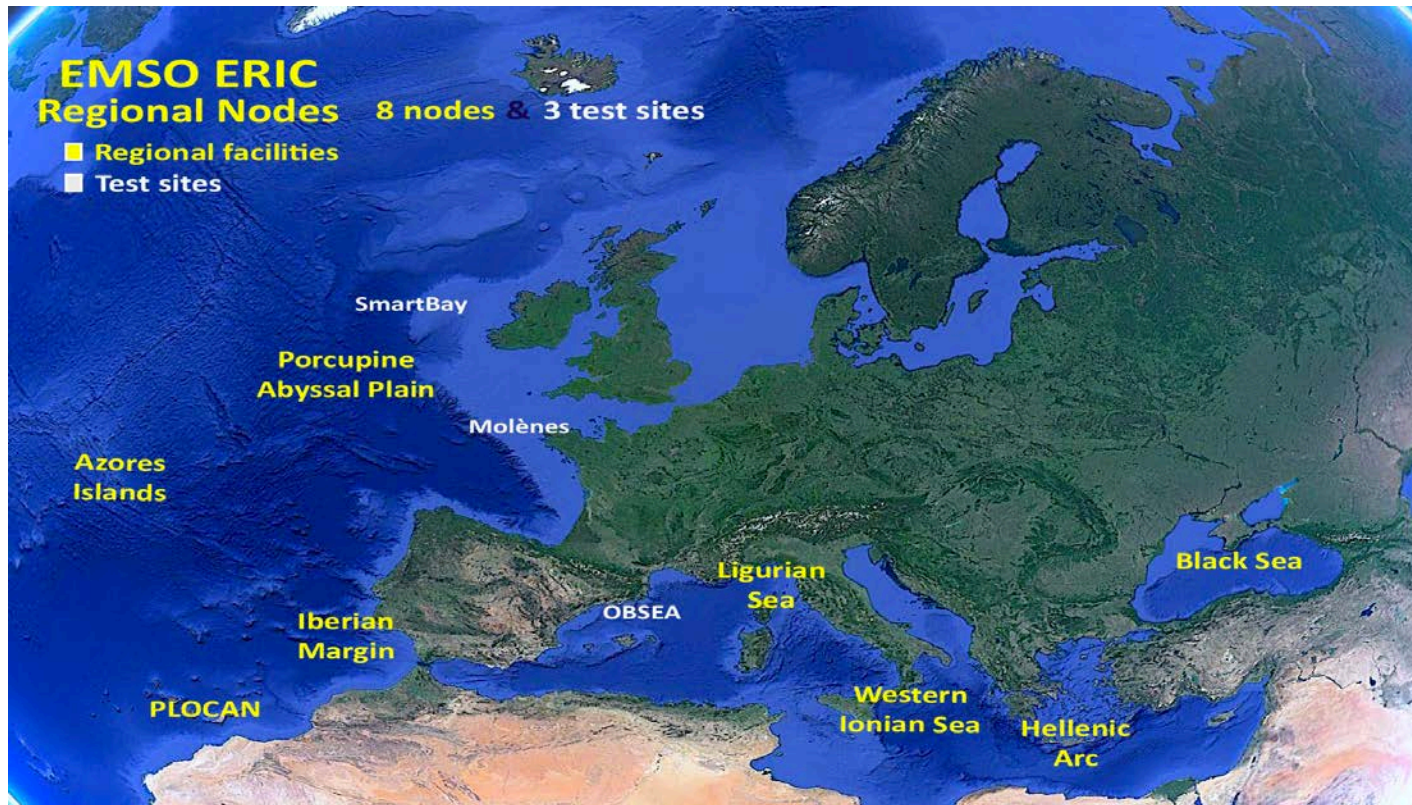 EMSO ERIC
Regional Nodes
8 nodes & 3 test sites
Regional facilities
Test sites
SmartBay
Porcupine
Abyssal Plain
Molènes
Azores
Islands
Black Sea
Ligurian
Sea
OBSEA
Iberian
Margin
PLOCAN
Western
Ionian Sea
Hellenic
Arc